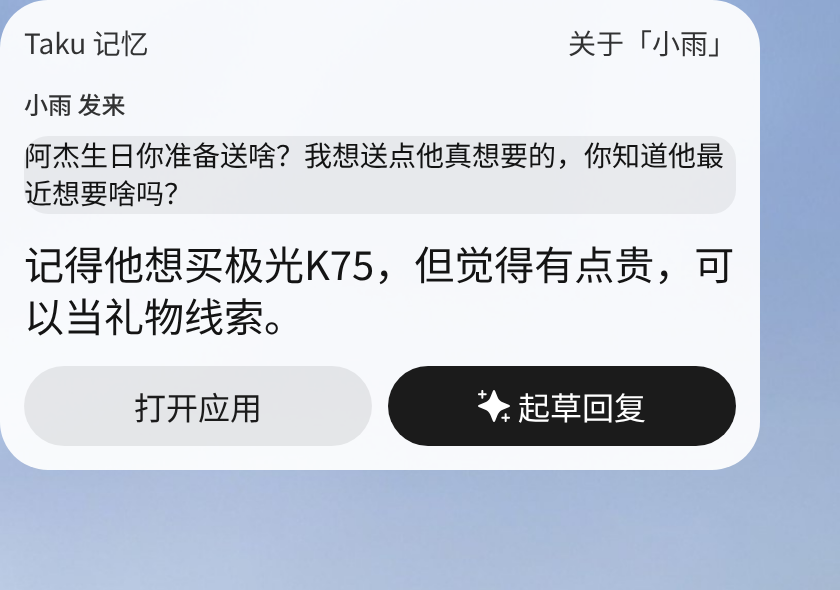 Taku 记忆
关于「小雨」
小雨 发来
阿杰生日你准备送啥？我想送点他真想要的，你知道他最
近想要啥吗？
记得他想买极光K75，但觉得有点贵，可
以当礼物线索。
打开应用
起草回复